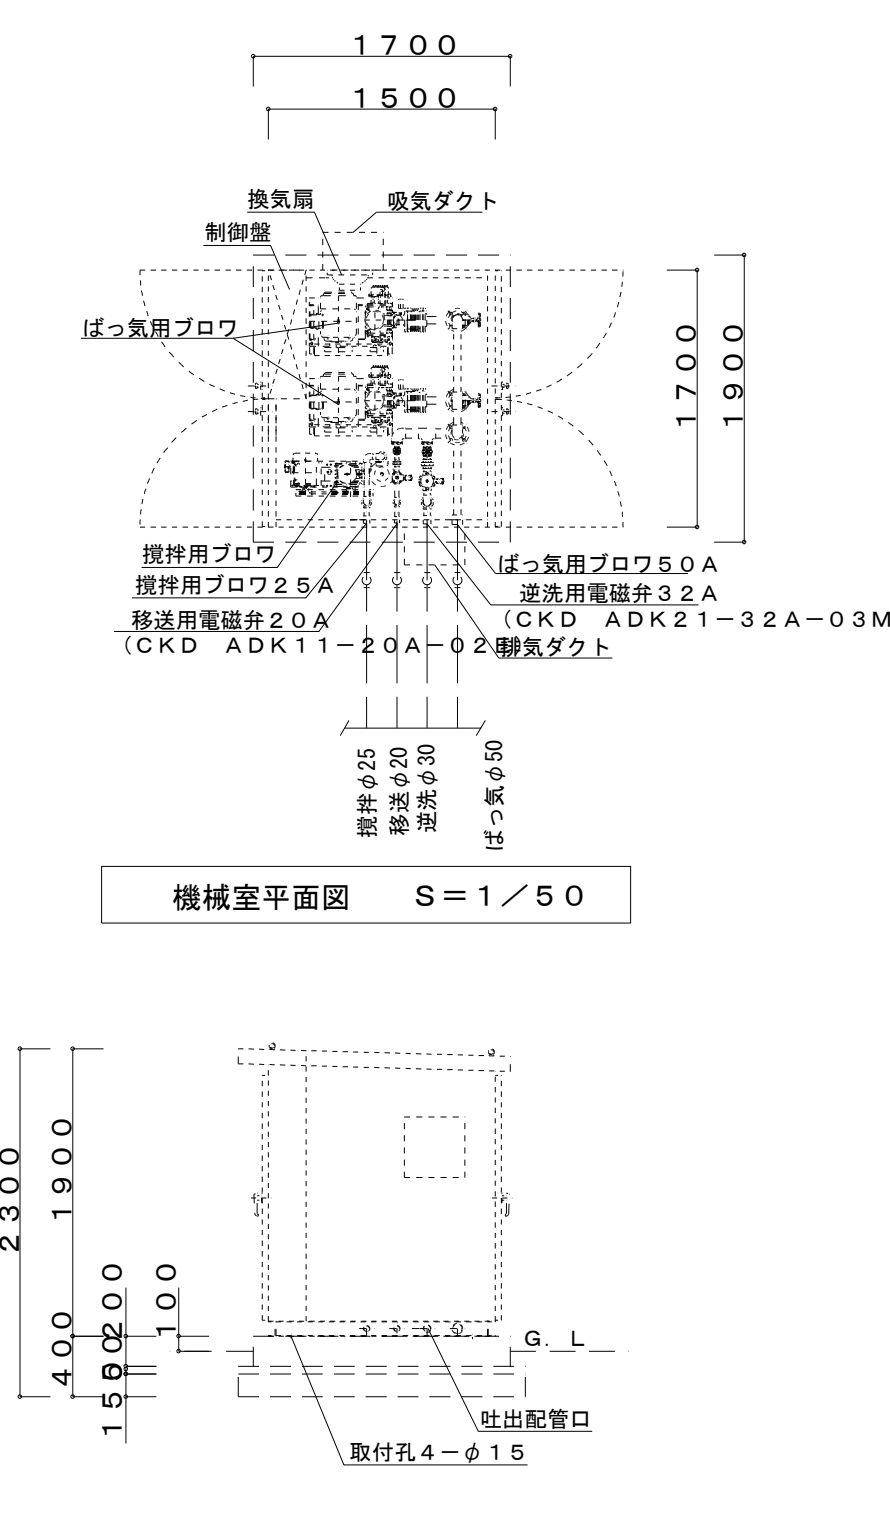 １７００
１５００
換気扇
吸気ダクト
制御盤
ばっ気用ブロワ
１７００
１９００
撹拌用ブロワ
ばっ気用ブロワ５０Ａ
撹拌用ブロワ２５Ａ
逆洗用電磁弁３２Ａ
（ＣＫＤ　ＡＤＫ２１－３２Ａ－０３Ｍ
移送用電磁弁２０Ａ
（ＣＫＤ　ＡＤＫ１１－２０Ａ－０２
排気ダクト
撹拌φ25
移送φ20
逆洗φ30
ばっ気φ50
機械室平面図　　Ｓ＝１／５０
２３００
１９００
４００
２００
１００
１５０
Ｇ．Ｌ
吐出配管口
取付孔４－φ１５